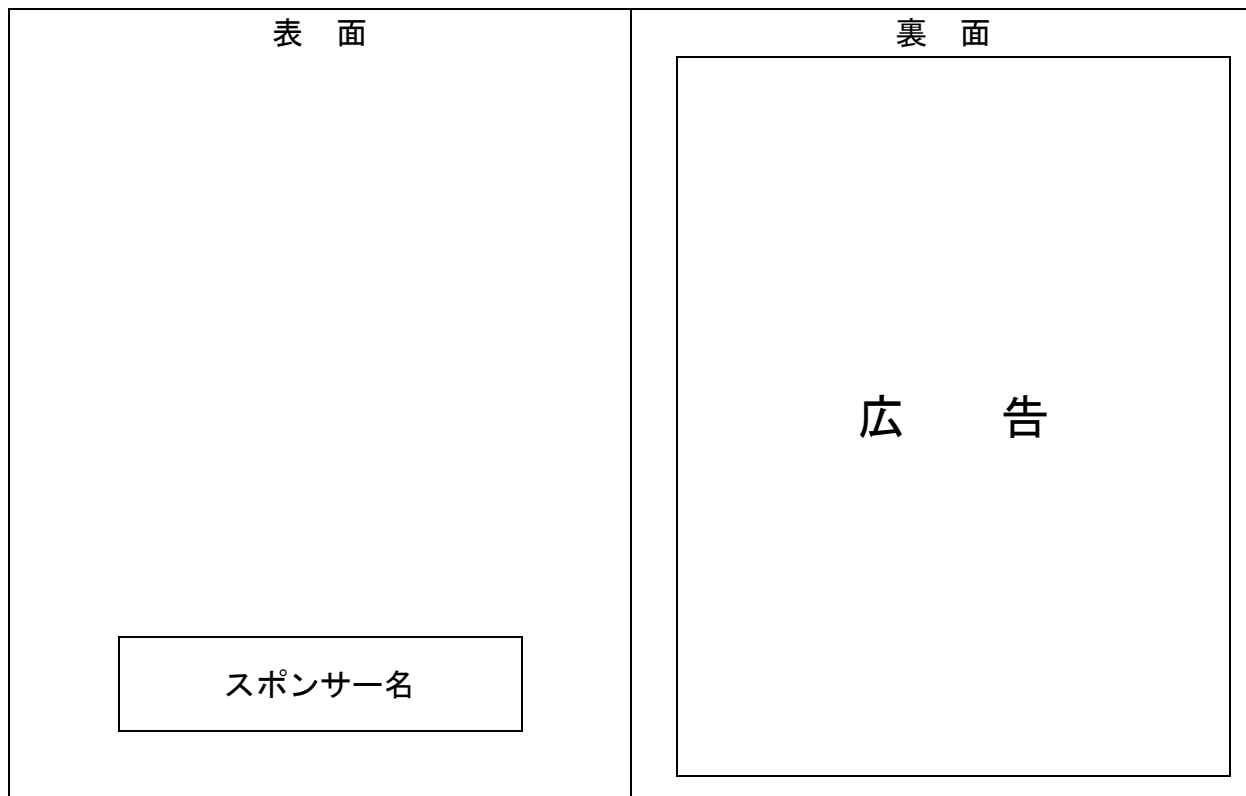 表　面
スポンサー名
裏　面
広　　告